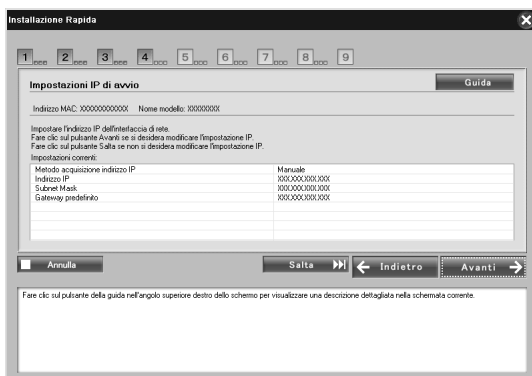 Installazione Rapida
1 2 3 4 5 6 7 8 9
Impostazioni IP di avvio
Guida
Indirizzo MAC: XXXXXXXXXXXX Nome modello: XXXXXXXX
Impostare l'indirizzo IP dell'interfaccia di rete.
Fare clic sul pulsante Avanti se si desidera modificare l'impostazione IP.
Fare clic sul pulsante Salta se non si desidera modificare l'impostazione IP.
Impostazioni correnti:
Metodo acquisizione indirizzo IP Manuale
Indirizzo IP XXX.XXX.XXX.XXX
Subnet Mask XXX.XXX.XXX.XXX
Gateway predefinito XXX.XXX.XXX.XXX
Annulla Salta Indietro Avanti
Fare clic sul pulsante della guida nell'angolo superiore destro dello schermo per visualizzare una descrizione dettagliata nella schermata corrente.